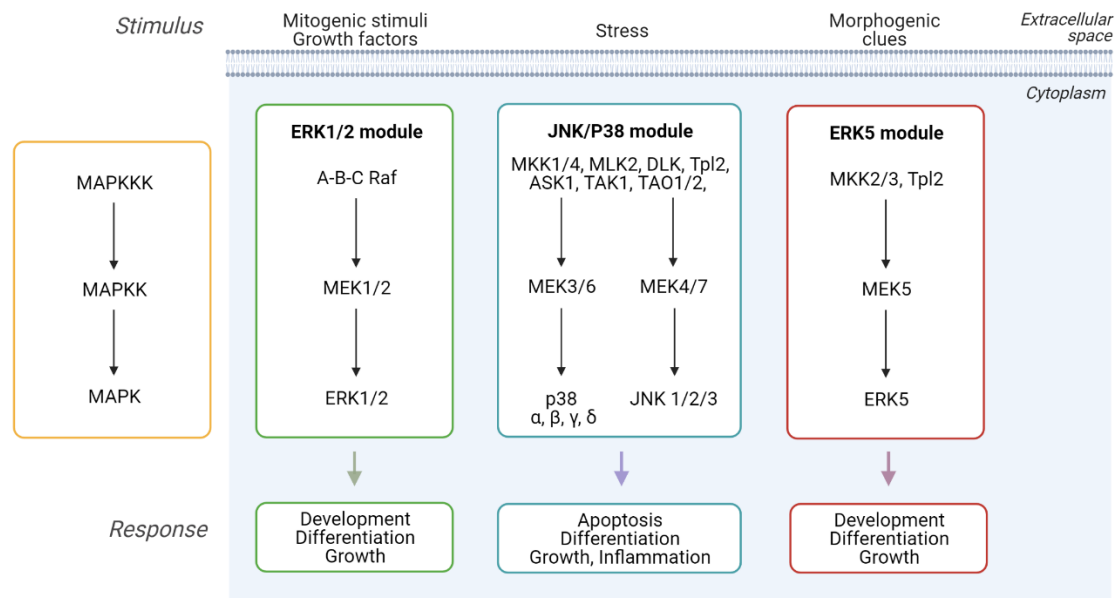 Stimulus
Mitogenic stimuli
Growth factors
Stress
Morphogenic
clues
Extracellular
space
Cytoplasm
MAPKKK
MAPKK
MAPK
ERK1/2 module
A-B-C Raf
MEK1/2
ERK1/2
JNK/P38 module
MKK1/4, MLK2, DLK, Tpl2,
ASK1, TAK1, TAO1/2,
MEK3/6
MEK4/7
p38
α, β, γ, δ
JNK 1/2/3
ERK5 module
MKK2/3, Tpl2
MEK5
ERK5
Response
Development
Differentiation
Growth
Apoptosis
Differentiation
Growth, Inflammation
Development
Differentiation
Growth